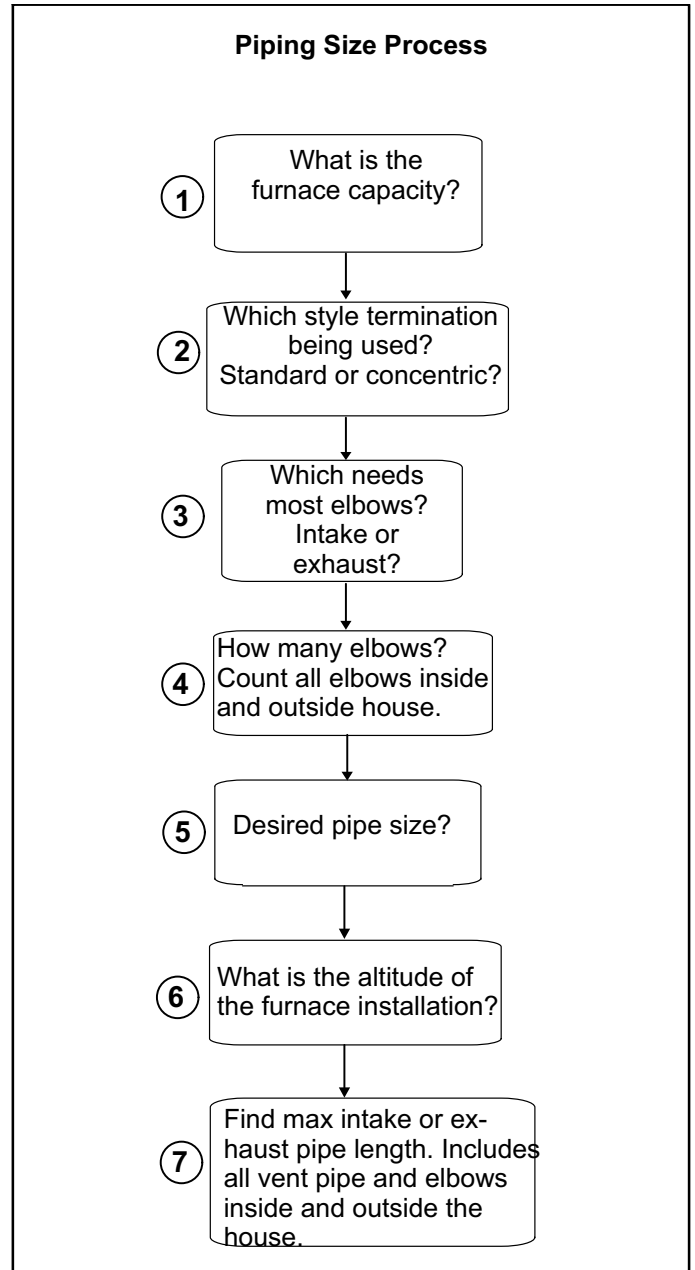 Piping Size Process
1
What is the
furnace capacity?
2
Which style termination
being used?
Standard or concentric?
3
Which needs
most elbows?
Intake or
exhaust?
4
How many elbows?
Count all elbows inside
and outside house.
5
Desired pipe size?
6
What is the altitude of
the furnace installation?
7
Find max intake or ex-
haust pipe length. Includes
all vent pipe and elbows
inside and outside the
house.